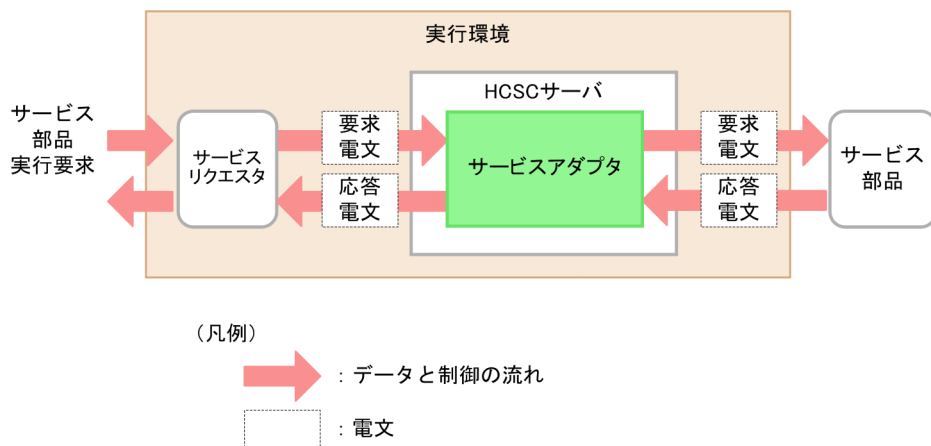 実行環境
HCSCサーバ
サービス
部品
実行要求
サービス
リクエスタ
要求
電文
応答
電文
サービスアダプタ
要求
電文
応答
電文
サービス
部品
（凡例）
：データと制御の流れ
：電文